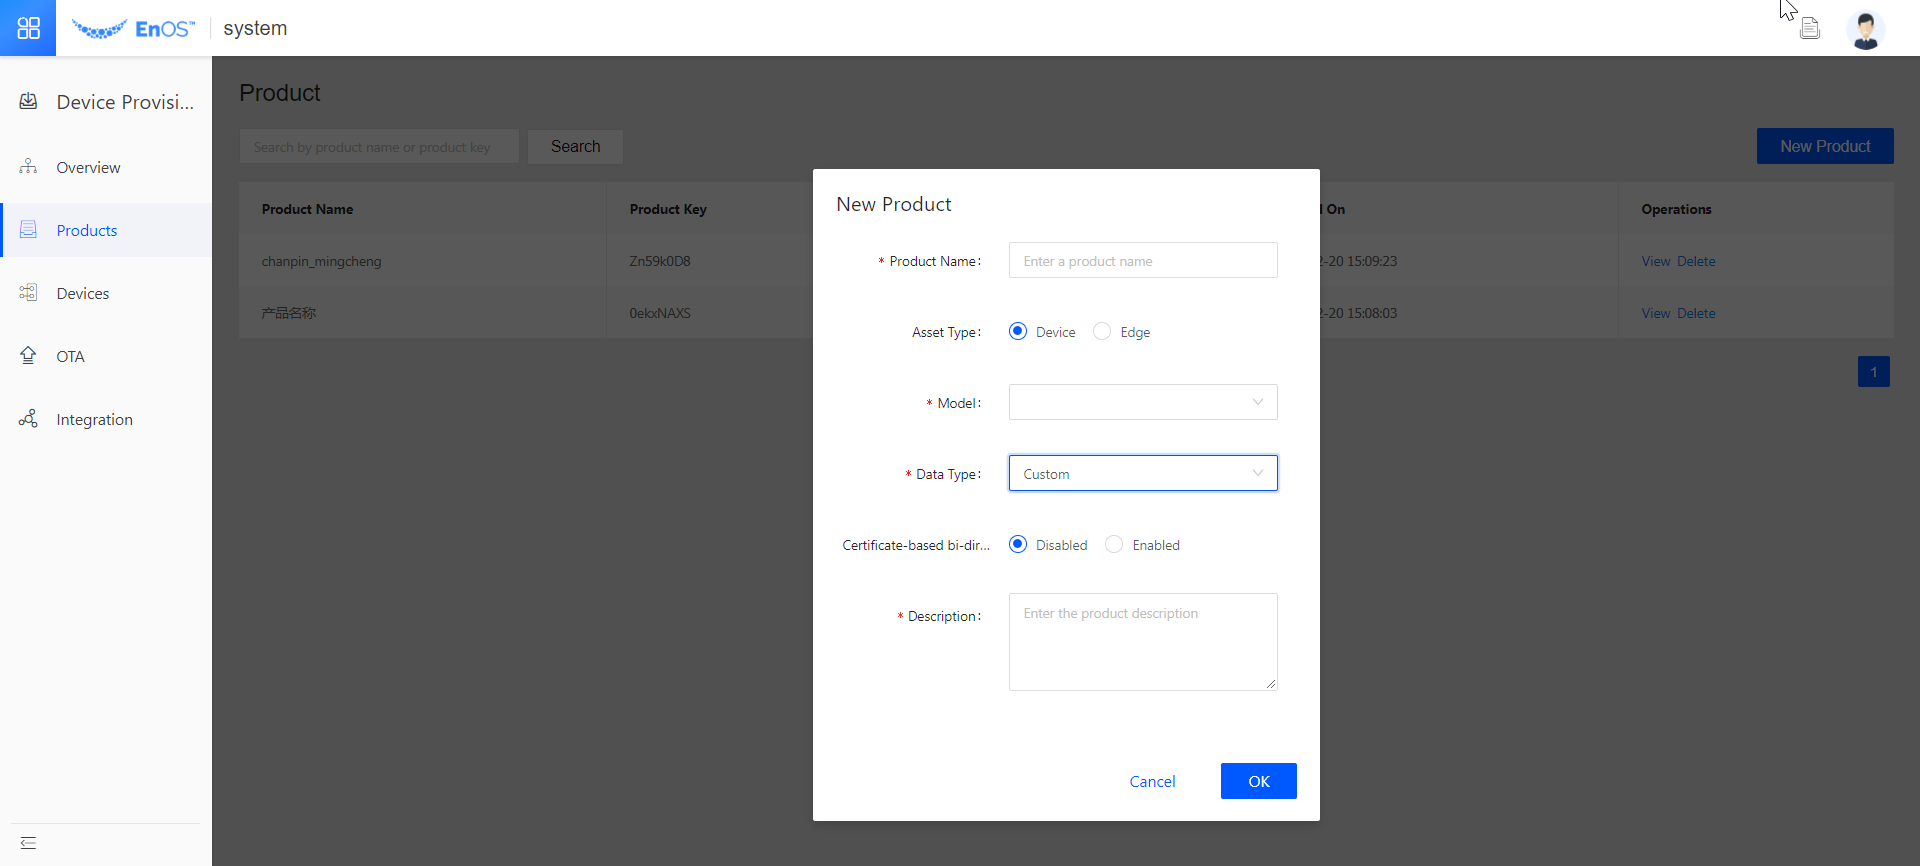 EnOS™ system
Device Provisi...
Overview
Products
Devices
OTA
Integration
Product
Search by product name or product key Search New Product
Product Name Product Key On Operations
chanpin_mingcheng Zn59k0D8 -20 15:09:23 View Delete
产品名称 0ekxNAXS -20 15:08:03 View Delete
1
New Product
* Product Name: Enter a product name
Asset Type: Device Edge
* Model:
* Data Type: Custom
Certificate-based bi-dir... Disabled Enabled
* Description: Enter the product description
Cancel OK